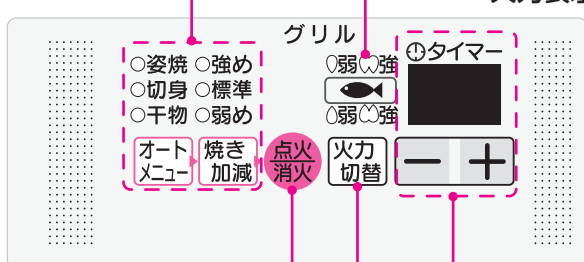 グリル
○姿焼 ○強め
○切身 ○標準
○干物 ○弱め
弱 強
弱 強
タイマー
オート
メニュー
焼き
加減
点火
消火
火力
切替
− +